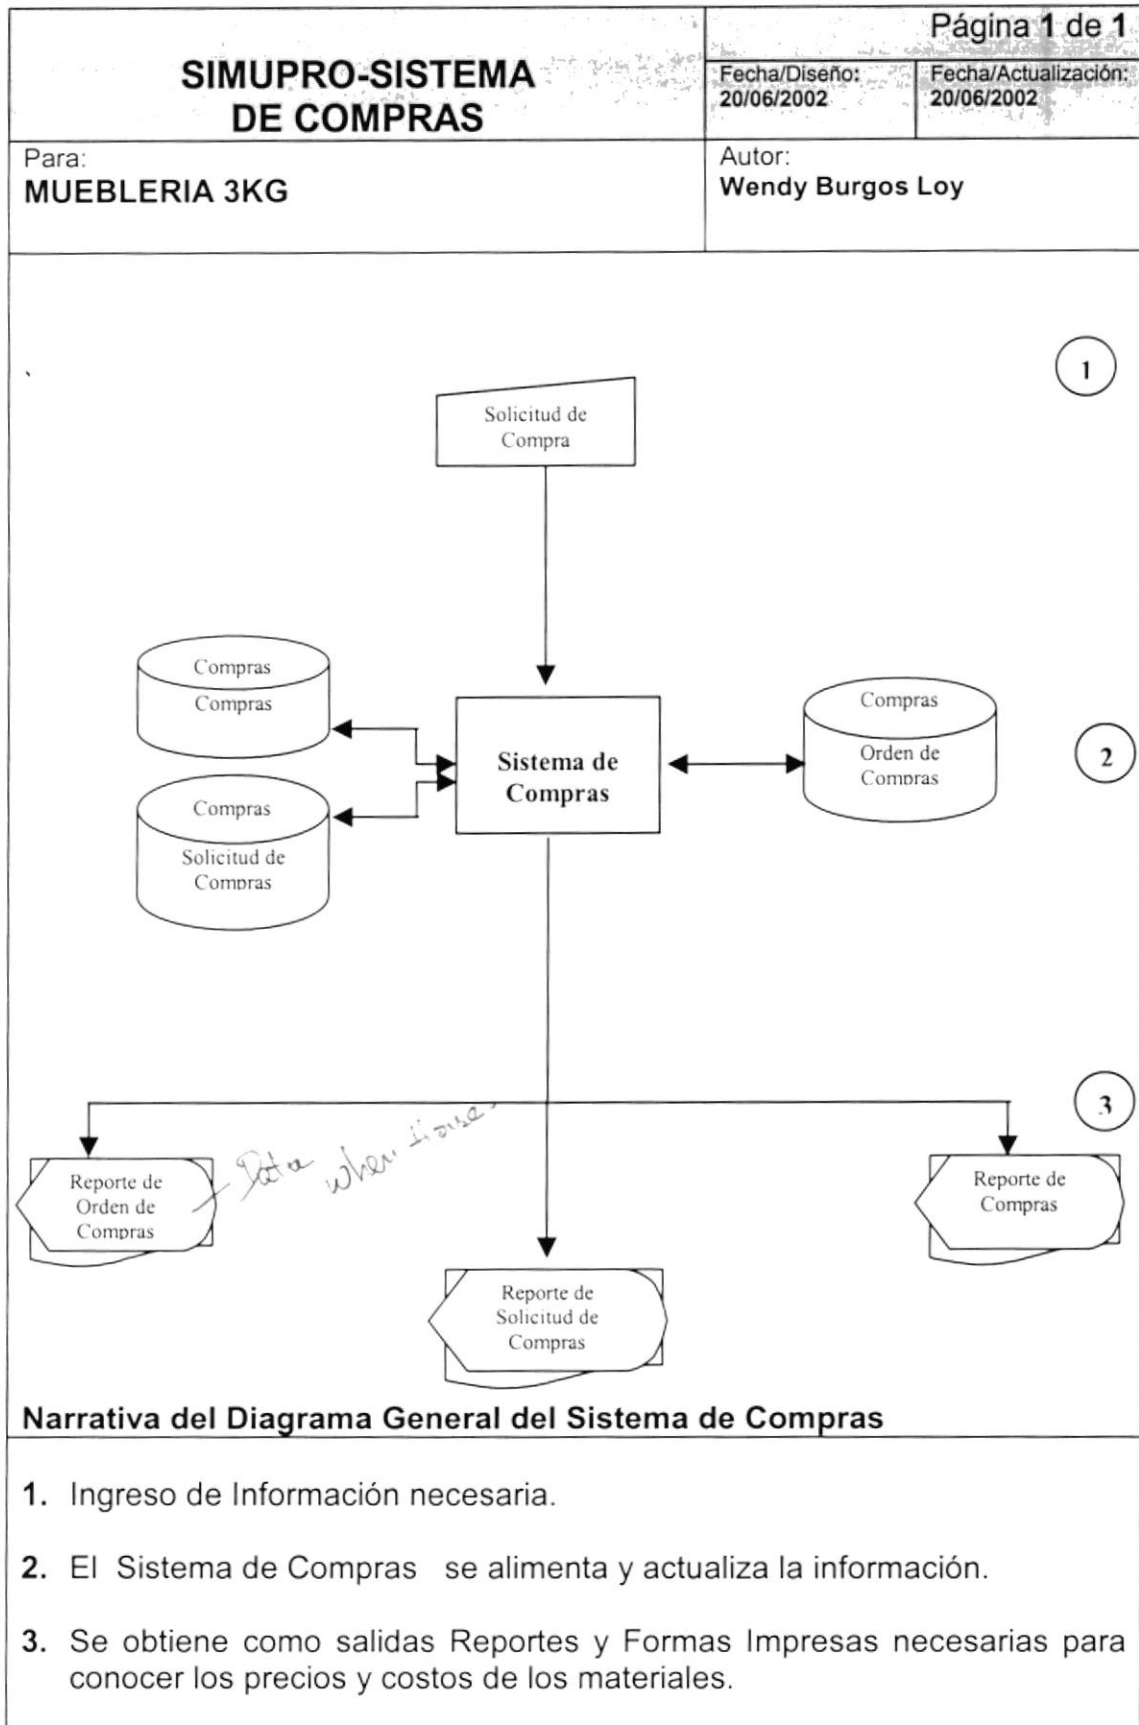 Página 1 de 1
SIMUPRO-SISTEMA
DE COMPRAS
Fecha/Diseño:
20/06/2002
Fecha/Actualización:
20/06/2002
Para:
MUEBLERIA 3KG
Autor:
Wendy Burgos Loy
1
Solicitud de
Compra
Compras
Compras
Compras
Solicitud de
Compras
Sistema de
Compras
Compras
Orden de
Compras
2
3
Reporte de
Orden de
Compras
Data
when House
Reporte de
Solicitud de
Compras
Reporte de
Compras
Narrativa del Diagrama General del Sistema de Compras
1. Ingreso de Información necesaria.
2. El Sistema de Compras se alimenta y actualiza la información.
3. Se obtiene como salidas Reportes y Formas Impresas necesarias para
conocer los precios y costos de los materiales.